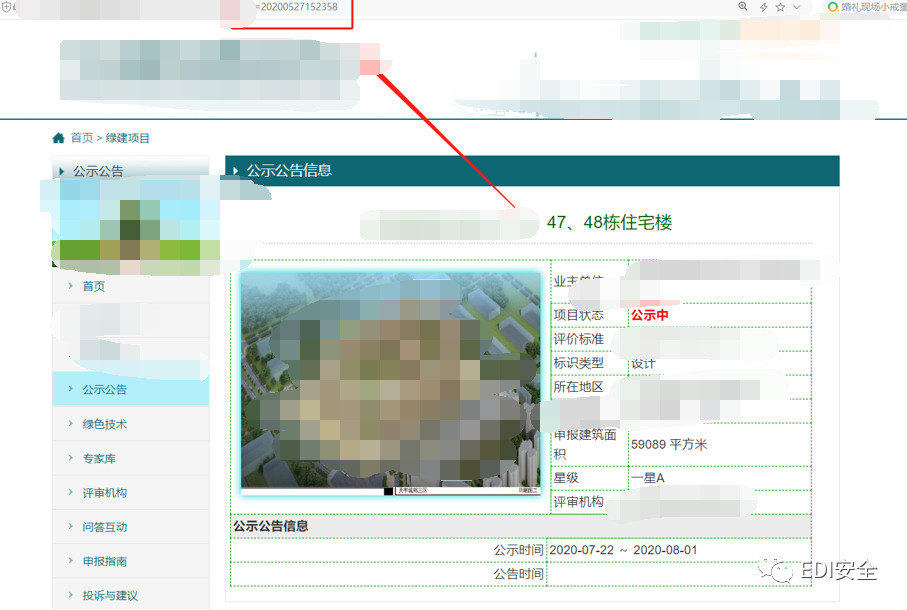 =20200527152358
婚礼现场小戒童
首页 > 绿建项目
公示公告
公示公告信息
47、48栋住宅楼
首页
公示公告
绿色技术
专家库
评审机构
问答互动
申报指南
投诉与建议
业主单位
项目状态 公示中
评价标准
标识类型 设计
所在地区
申报建筑面积 59089 平方米
星级 一星A
评审机构
公示公告信息
公示时间 2020-07-22 ~ 2020-08-01
公告时间
EDI安全